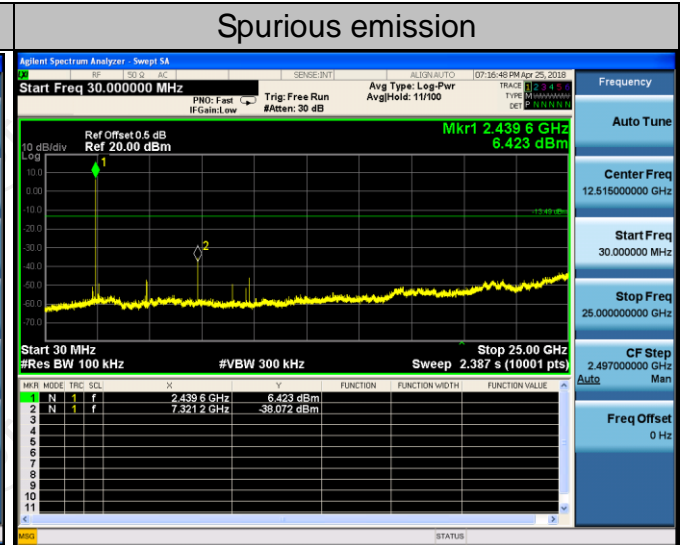 Spurious emission
Agilent Spectrum Analyzer - Swept SA
RF 50 Ω AC SENSE:INT ALIGN AUTO 07:16:48 PM Apr 25, 2018
Start Freq 30.000000 MHz
PNO: Fast
IFGain:Low
Trig: Free Run
#Atten: 30 dB
Avg Type: Log-Pwr
Avg|Hold: 11/100
TRACE 1 2 3 4 5 6
TYPE M
DET P N N N N N
Frequency
Auto Tune
Center Freq
12.515000000 GHz
Start Freq
30.000000 MHz
Stop Freq
25.000000000 GHz
CF Step
2.497000000 GHz
Auto Man
Freq Offset
0 Hz
Ref Offset 0.5 dB
Ref 20.00 dBm
10 dB/div
Log
Mkr1 2.439 6 GHz
6.423 dBm
1
10.0
0.00
-10.0
-20.0
-30.0
-40.0
-50.0
-60.0
-70.0
2
Start 30 MHz
#Res BW 100 kHz
#VBW 300 kHz
Stop 25.00 GHz
Sweep 2.387 s (10001 pts)
MKR MODE TRC SCL X Y FUNCTION FUNCTION WIDTH FUNCTION VALUE
1 N 1 f 2.439 6 GHz 6.423 dBm
2 N 1 f 7.321 2 GHz -38.072 dBm
3
4
5
6
7
8
9
10
11
MSG STATUS